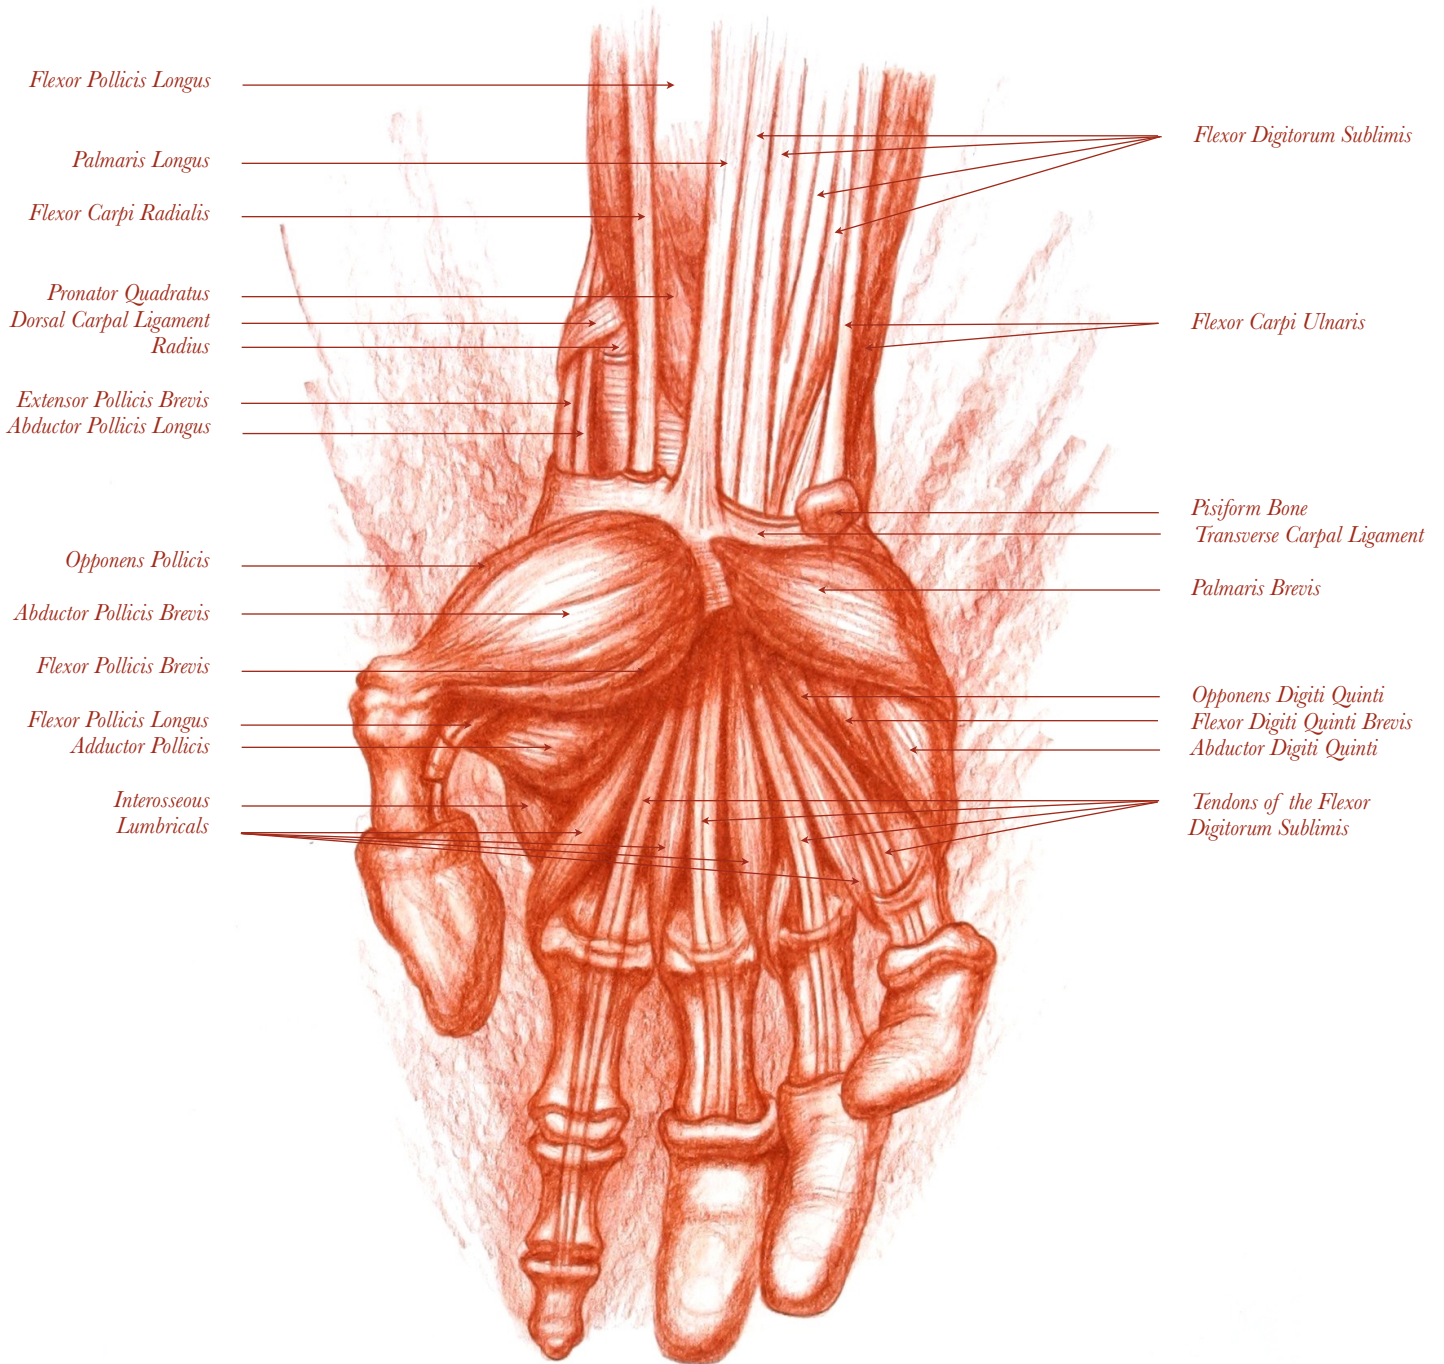 Flexor Pollicis Longus
Palmaris Longus
Flexor Carpi Radialis
Pronator Quadratus
Dorsal Carpal Ligament
Radius
Extensor Pollicis Brevis
Abductor Pollicis Longus
Opponens Pollicis
Abductor Pollicis Brevis
Flexor Pollicis Brevis
Flexor Pollicis Longus
Adductor Pollicis
Interosseous
Lumbricals
Flexor Digitorum Sublimis
Flexor Carpi Ulnaris
Pisiform Bone
Transverse Carpal Ligament
Palmaris Brevis
Opponens Digiti Quinti
Flexor Digiti Quinti Brevis
Abductor Digiti Quinti
Tendons of the Flexor
Digitorum Sublimis